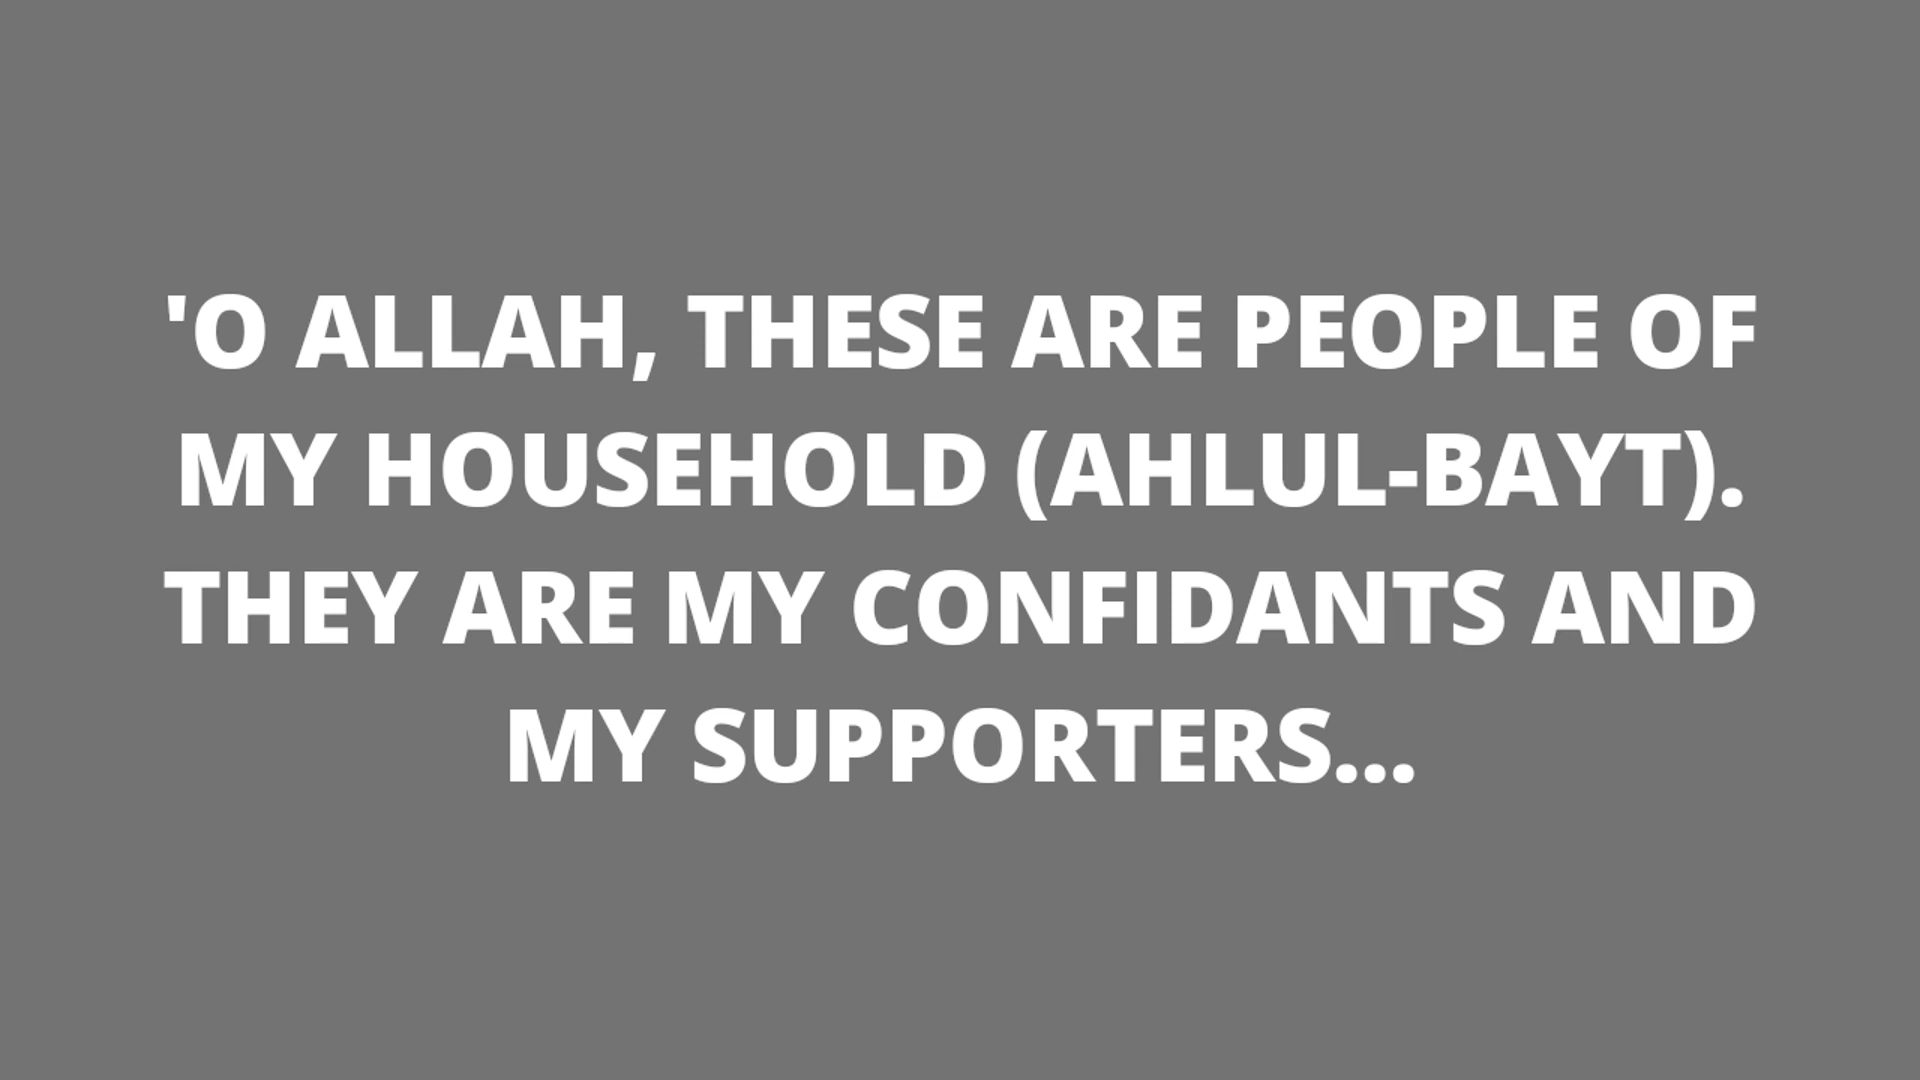 'O ALLAH, THESE ARE PEOPLE OF
MY HOUSEHOLD (AHLUL-BAYT).
THEY ARE MY CONFIDANTS AND
MY SUPPORTERS...